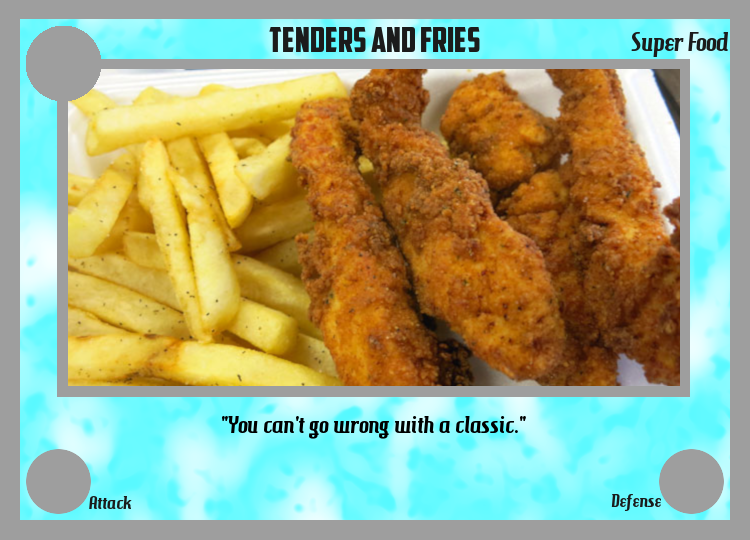 TENDERS AND FRIES
Super Food
"You can't go wrong with a classic."
Attack
Defense